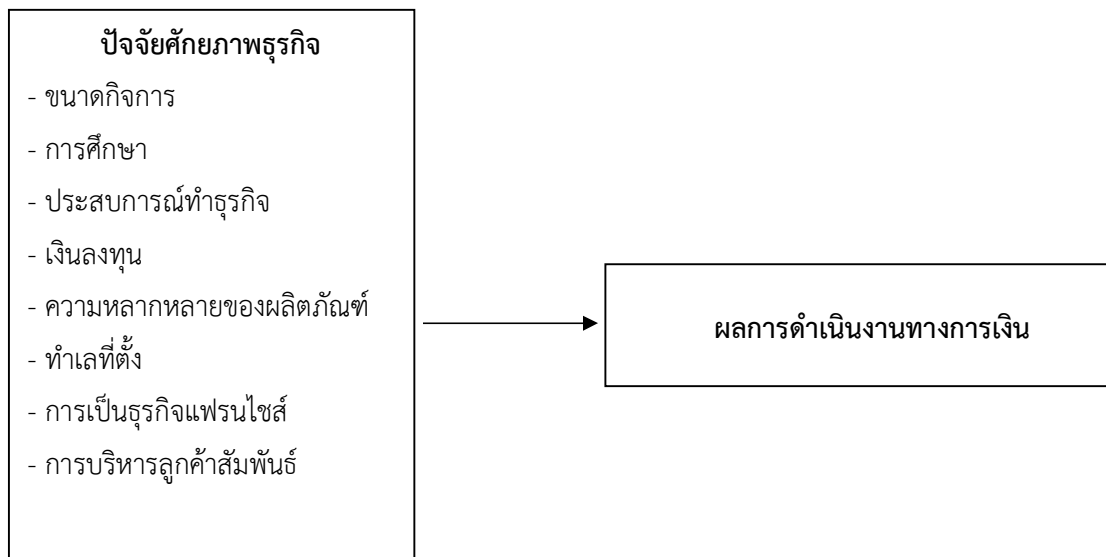 ปัจจัยศักยภาพธุรกิจ
- ขนาดกิจการ
- การศึกษา
- ประสบการณ์ทำธุรกิจ
- เงินลงทุน
- ความหลากหลายของผลิตภัณฑ์
- ทำเลที่ตั้ง
- การเป็นธุรกิจแฟรนไชส์
- การบริหารลูกค้าสัมพันธ์
ผลการดำเนินงานทางการเงิน